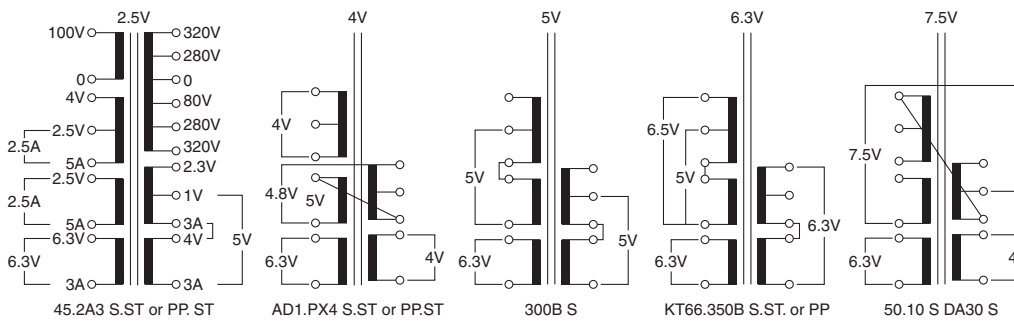 2.5V
100V
0
4V
2.5V
2.5A
5A
2.5V
2.5A
5A
6.3V
6.3V
3A
320V
280V
0
80V
280V
320V
2.3V
1V
3A
4V
5V
3A
45.2A3 S.ST or PP. ST
4V
4V
4.8V
5V
6.3V
4V
AD1.PX4 S.ST or PP.ST
5V
5V
6.3V
5V
300B S
6.3V
6.5V
5V
6.3V
6.3V
KT66.350B S.ST. or PP
7.5V
7.5V
6.3V
4
50.10 S DA30 S